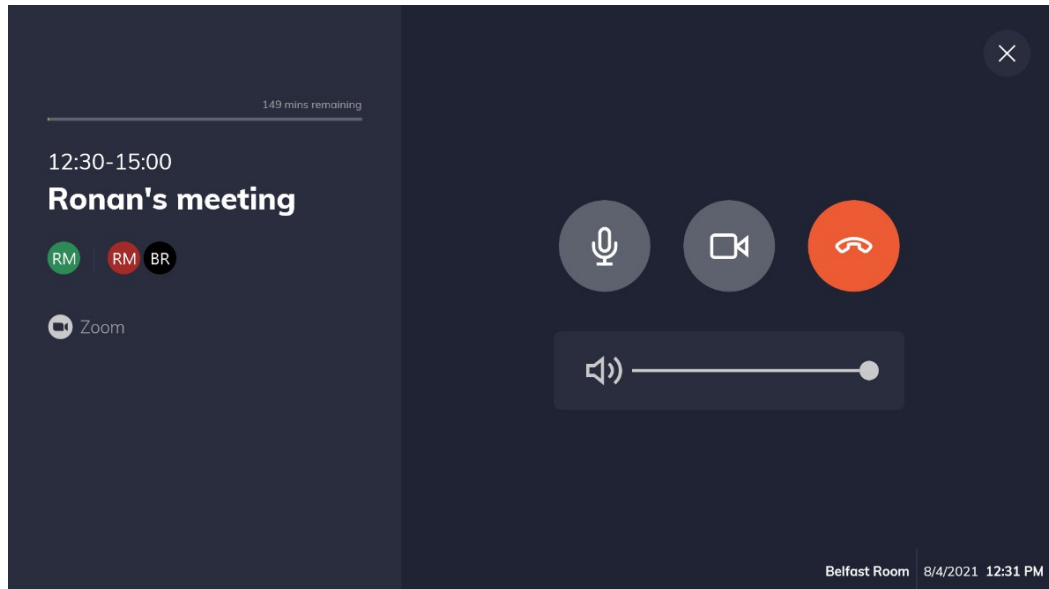 149 mins remaining
12:30-15:00
Ronan's meeting
RM RM BR
Zoom
Belfast Room 8/4/2021 12:31 PM